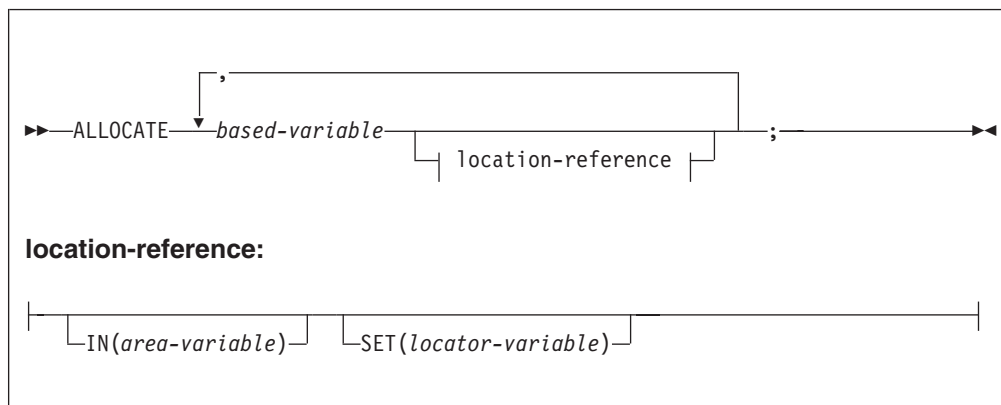 ,
ALLOCATE based-variable ;
location-reference
location-reference:
IN(area-variable) SET(locator-variable)